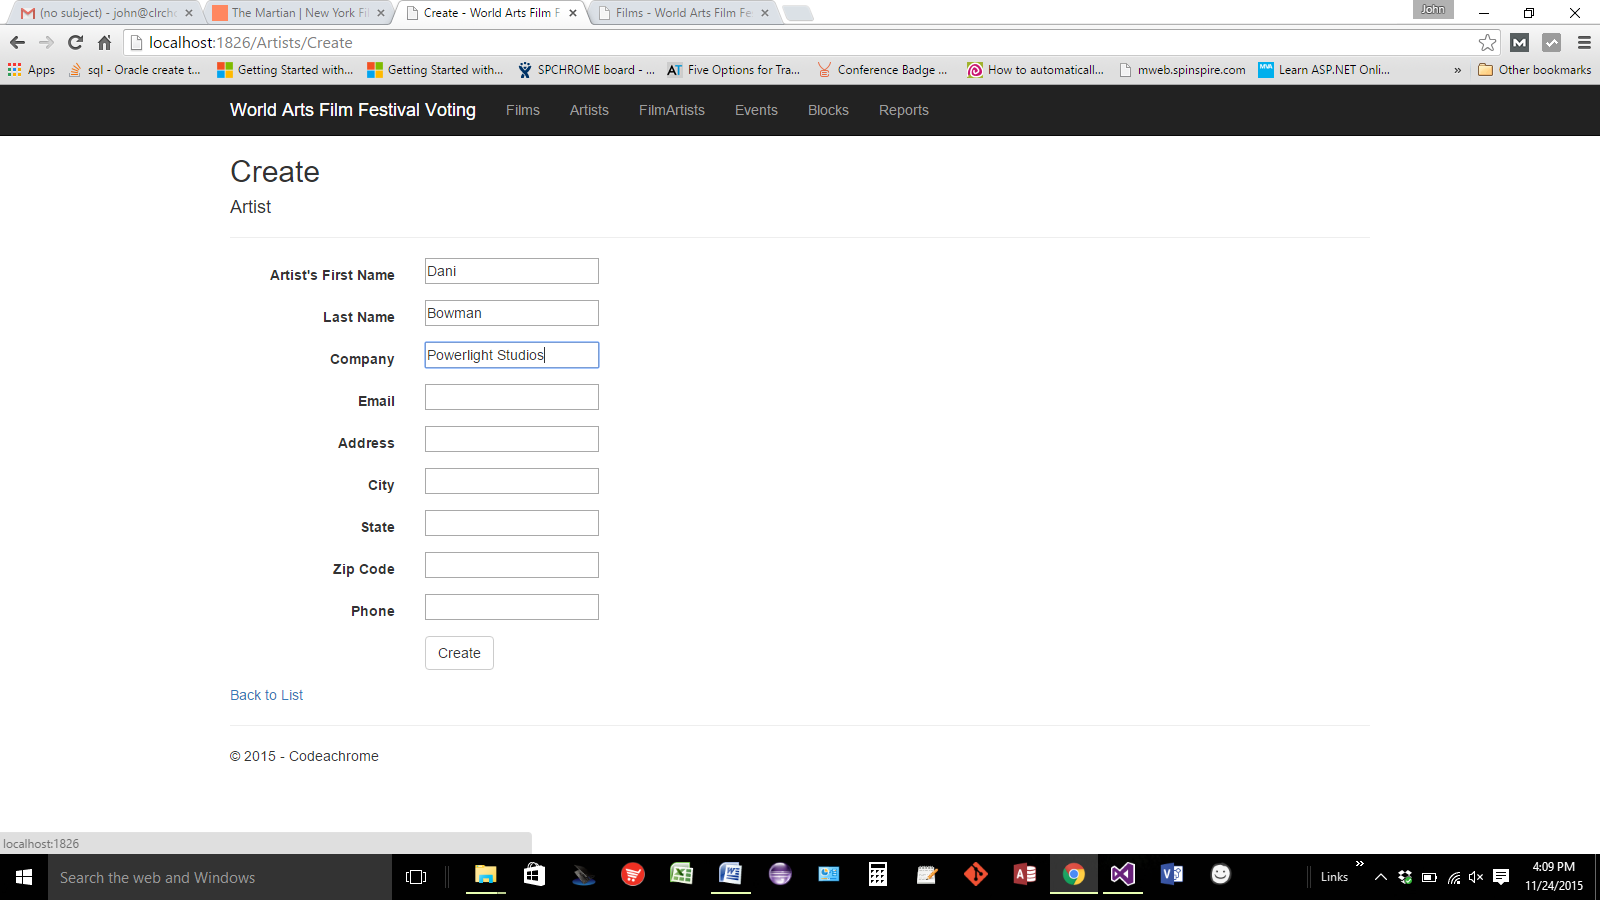 (no subject) - john@clrch
The Martian | New York Fi
Create - World Arts Film F
Films - World Arts Film Fe
John
localhost:1826/Artists/Create
Apps
sql - Oracle create t...
Getting Started with...
Getting Started with...
SPCHROME board - ...
AT Five Options for Tra...
Conference Badge ...
How to automaticall...
mweb.spinspire.com
MVA Learn ASP.NET Onli...
» Other bookmarks
World Arts Film Festival Voting
Films
Artists
FilmArtists
Events
Blocks
Reports
Create
Artist
Artist's First Name Dani
Last Name Bowman
Company Powerlight Studios
Email
Address
City
State
Zip Code
Phone
Create
Back to List
© 2015 - Codeachrome
localhost:1826
Search the web and Windows
Links »
4:09 PM
11/24/2015